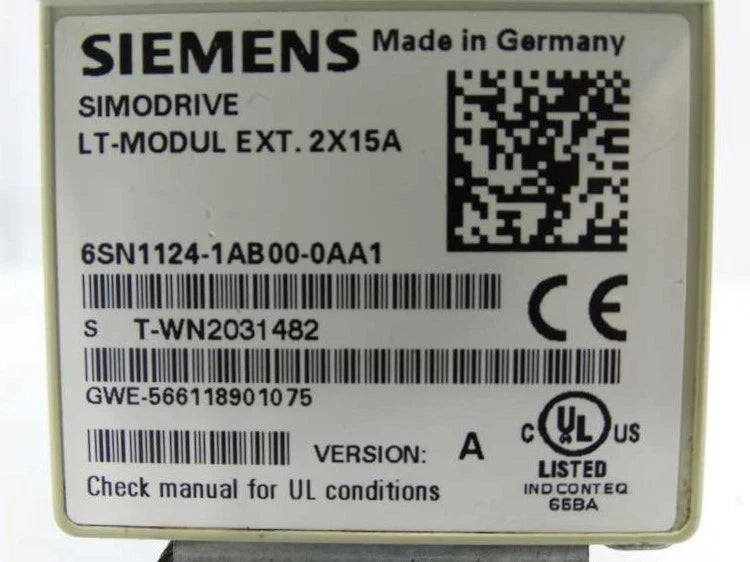 SIEMENS Made in Germany
SIMODRIVE
LT-MODUL EXT. 2X15A
6SN1124-1AB00-0AA1
CE
S T-WN2031482
GWE-566118901075
VERSION: A
C UL US
LISTED
IND CONT EQ
66BA
Check manual for UL conditions